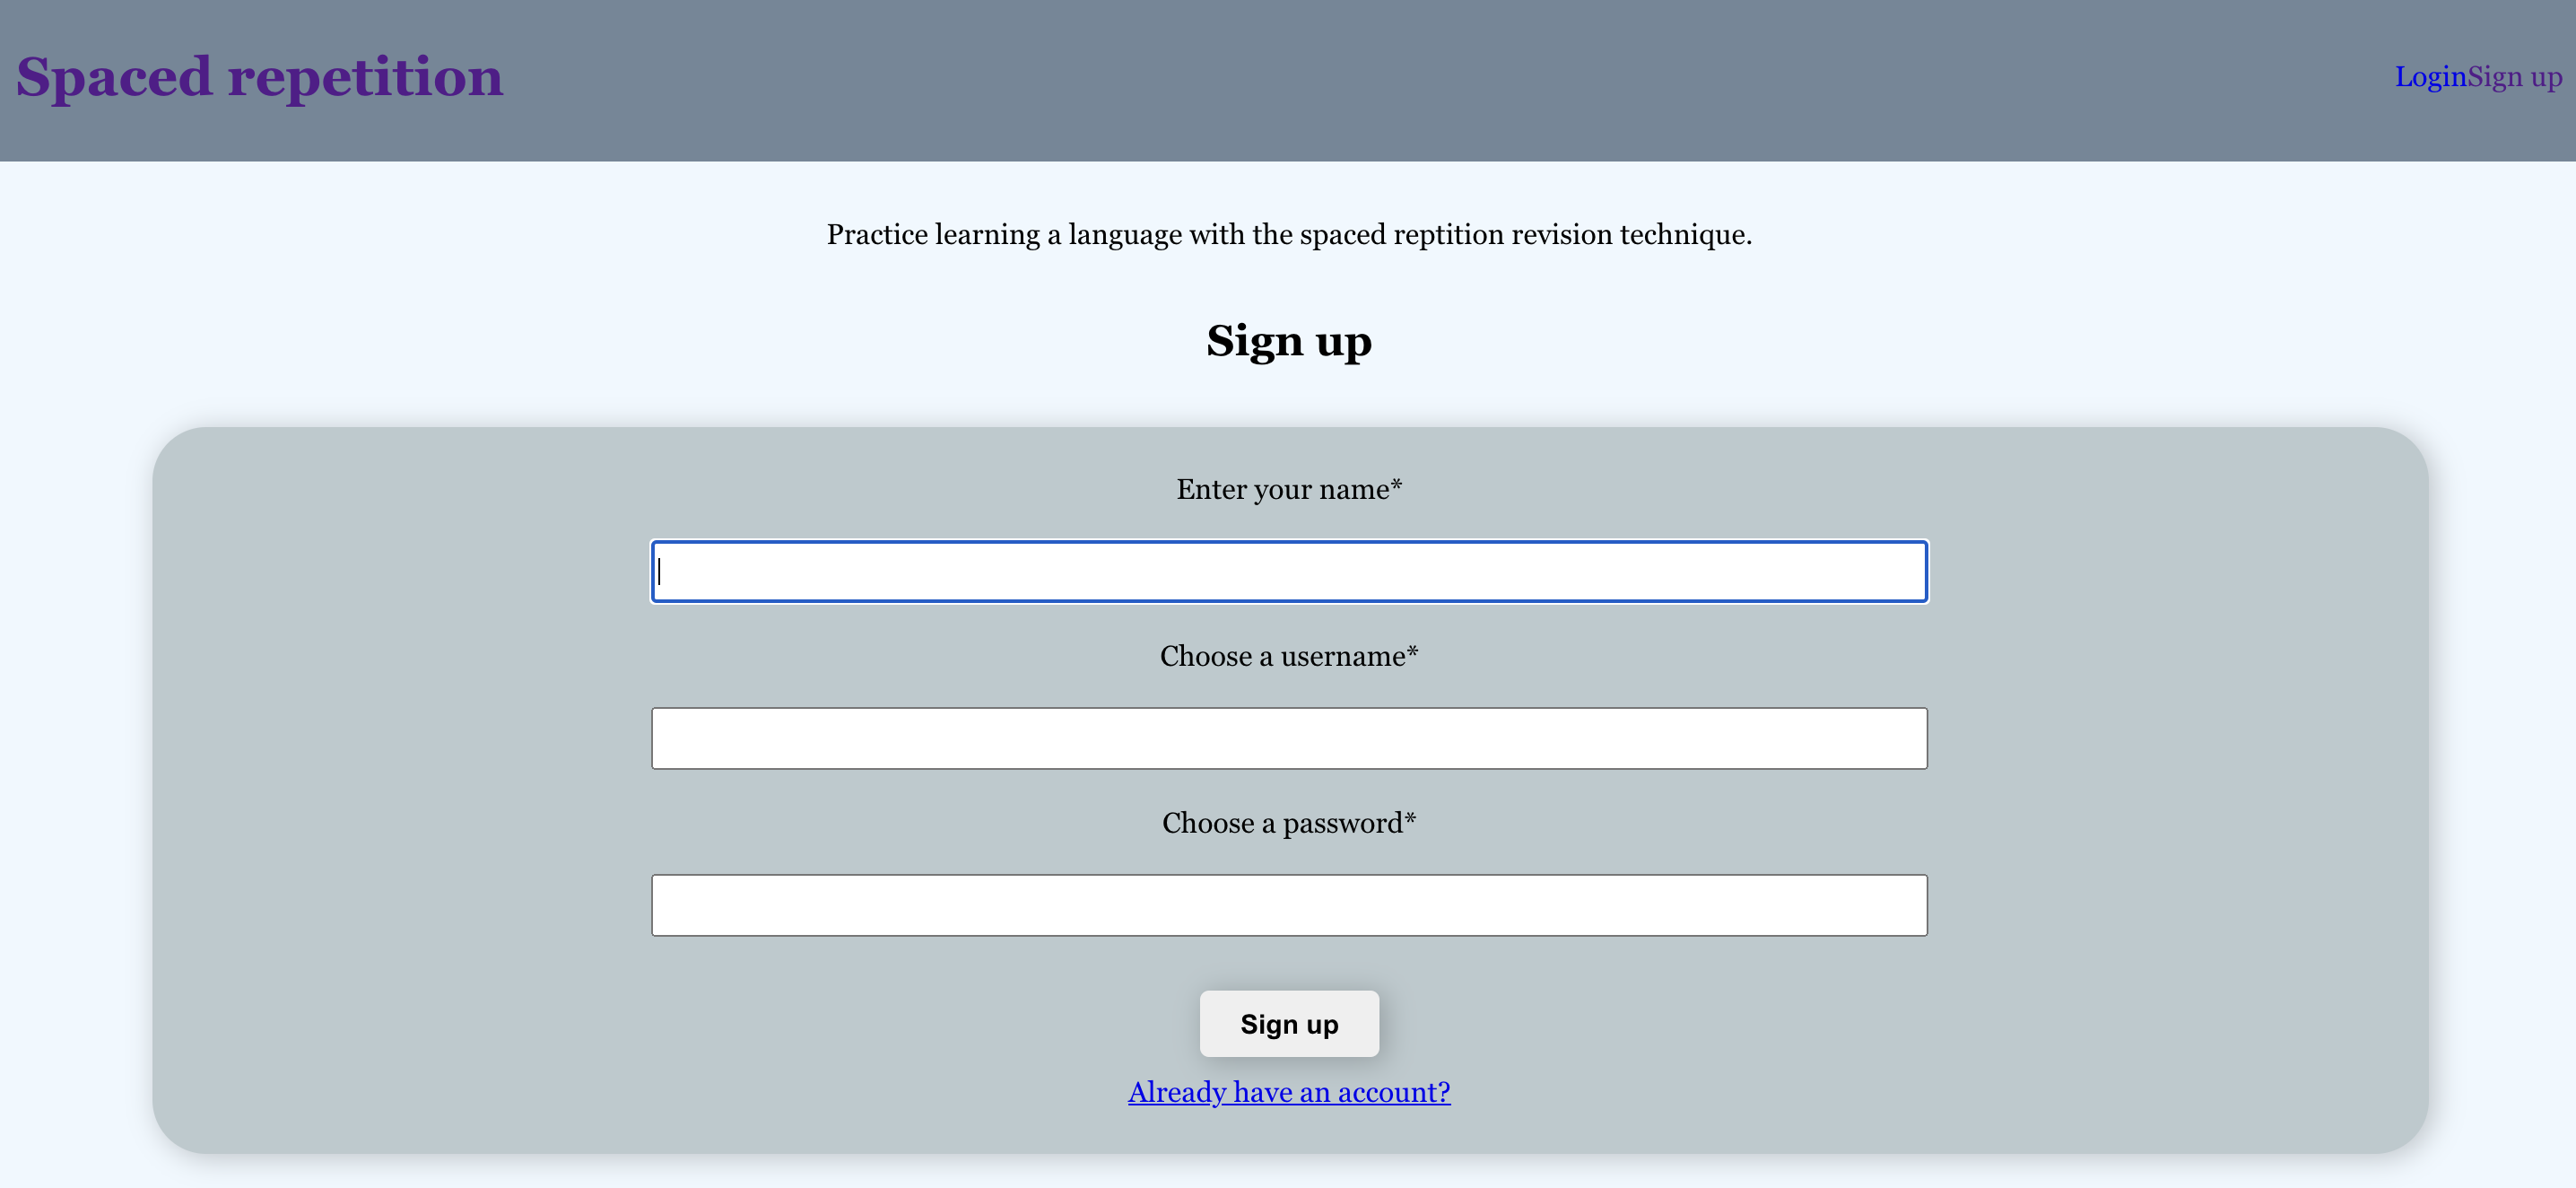 Spaced repetition
LoginSign up
Practice learning a language with the spaced reptition revision technique.
Sign up
Enter your name*
Choose a username*
Choose a password*
Sign up
Already have an account?